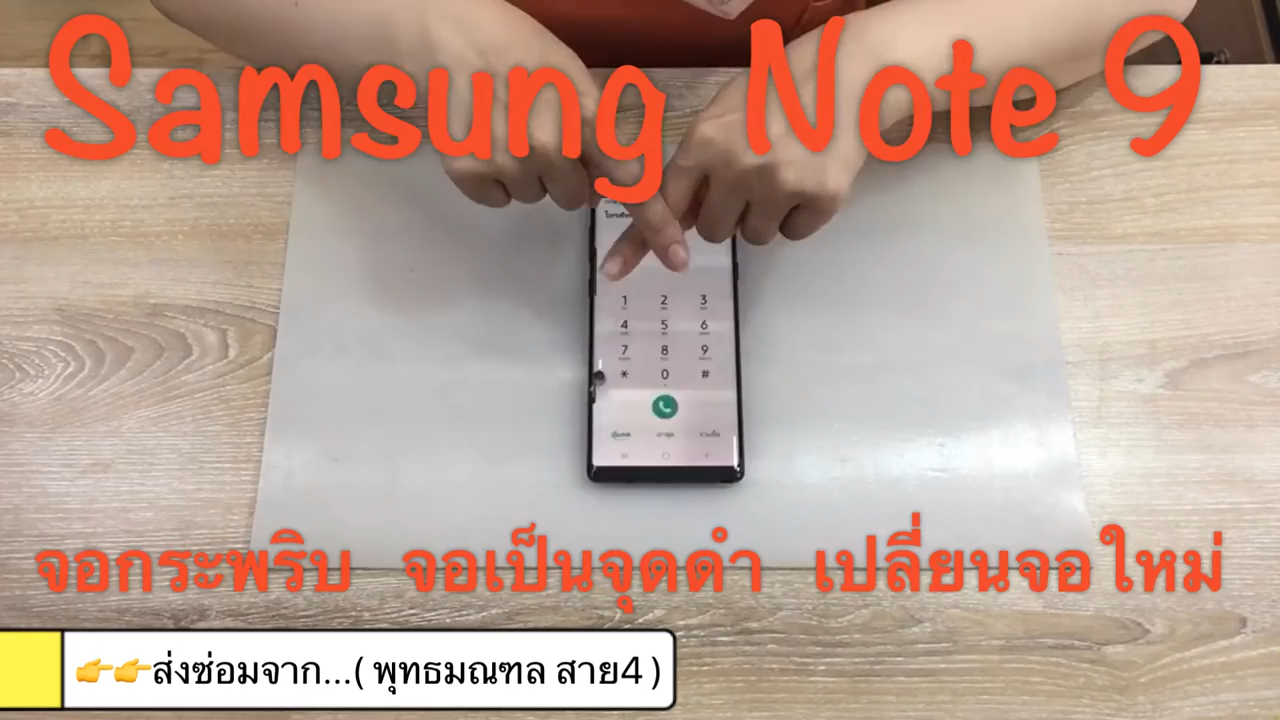 Samsung Note 9
1 2 3
4 5 6
7 8 9
* 0 #
จอกระพริบ จอเป็นจุดดำ เปลี่ยนจอใหม่
👉👉ส่งซ่อมจาก...( พุทธมณฑล สาย4 )